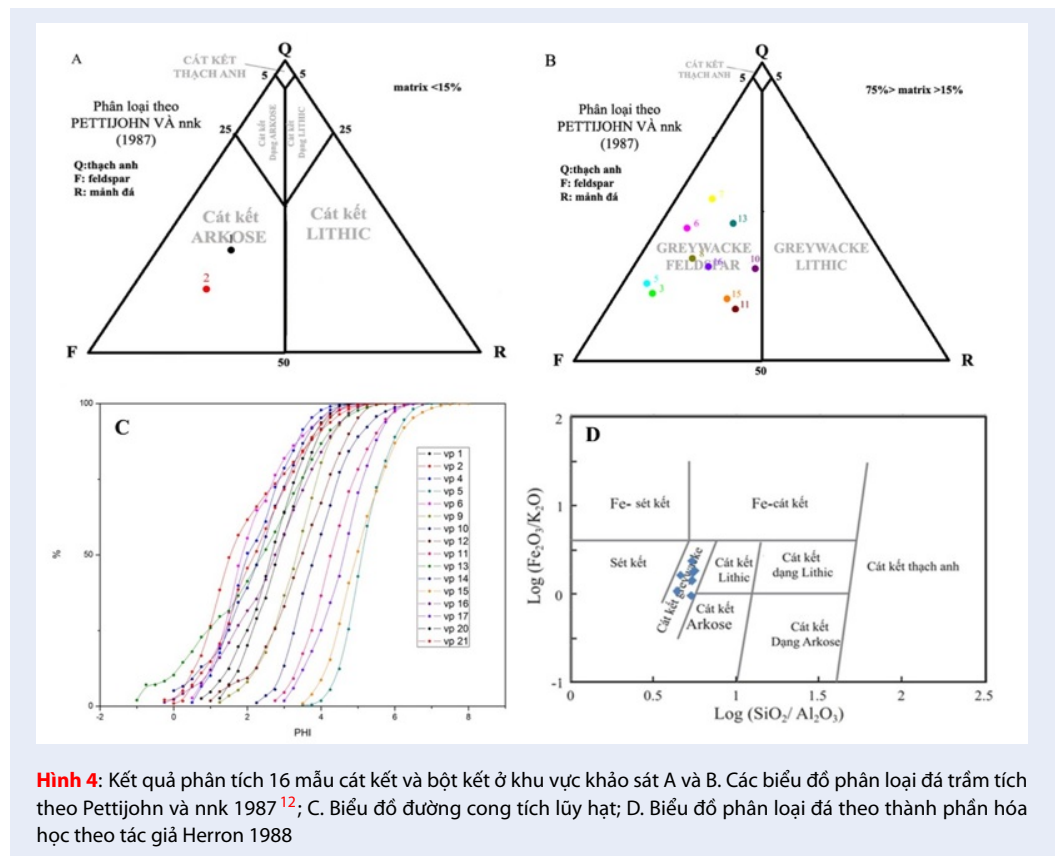 A
Q
CÁT KẾT
THẠCH ANH
5
5
matrix <15%
Phân loại theo
PETTIJOHN VÀ nnk
(1987)
25
25
Cát kết
Dạng ARKOSE
Cát kết
Dạng LITHIC
Q:thạch anh
F: feldspar
R: mảnh đá
Cát kết
ARKOSE
Cát kết
LITHIC
1
2
F
R
50
B
Q
CÁT KẾT
THẠCH ANH
5
5
75%> matrix >15%
Phân loại theo
PETTIJOHN VÀ nnk
(1987)
Q:thạch anh
F: feldspar
R: mảnh đá
6
13
GREYWACKE
FELDSPAR
GREYWACKE
LITHIC
16
10
5
3
15
11
F
R
50
C
100
50
0
%
-2
0
2
4
6
8
PHI
vp 1
vp 2
vp 4
vp 5
vp 6
vp 9
vp 10
vp 12
vp 11
vp 13
vp 14
vp 15
vp 16
vp 17
vp 20
vp 21
D
2
1
0
-1
Log (Fe2O3/K2O)
Fe- sét kết
Fe-cát kết
Sét kết
Cát kết greywacke
Cát kết
Lithic
Cát kết
dạng Lithic
Cát kết thạch anh
Cát kết
Arkose
Cát kết
Dạng Arkose
0
0.5
1
1.5
2
2.5
Log (SiO2/ Al2O3)
Hình 4: Kết quả phân tích 16 mẫu cát kết và bột kết ở khu vực khảo sát A và B. Các biểu đồ phân loại đá trầm tích
theo Pettijohn và nnk 1987 12; C. Biểu đồ đường cong tích lũy hạt; D. Biểu đồ phân loại đá theo thành phần hóa
học theo tác giả Herron 1988